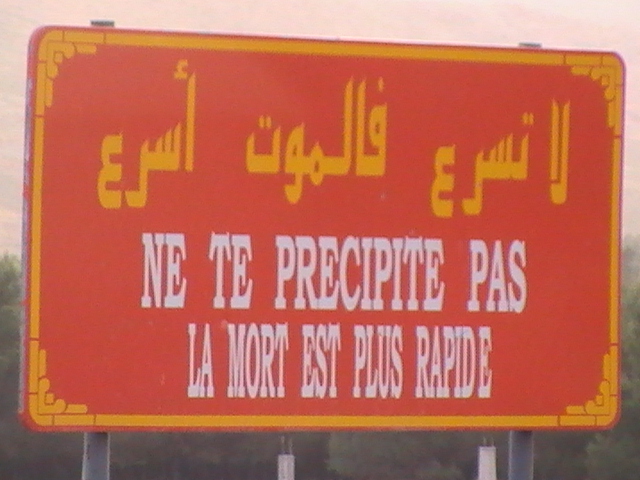 لا تسرع فالموت أسرع
NE TE PRECIPITE PAS
LA MORT EST PLUS RAPIDE